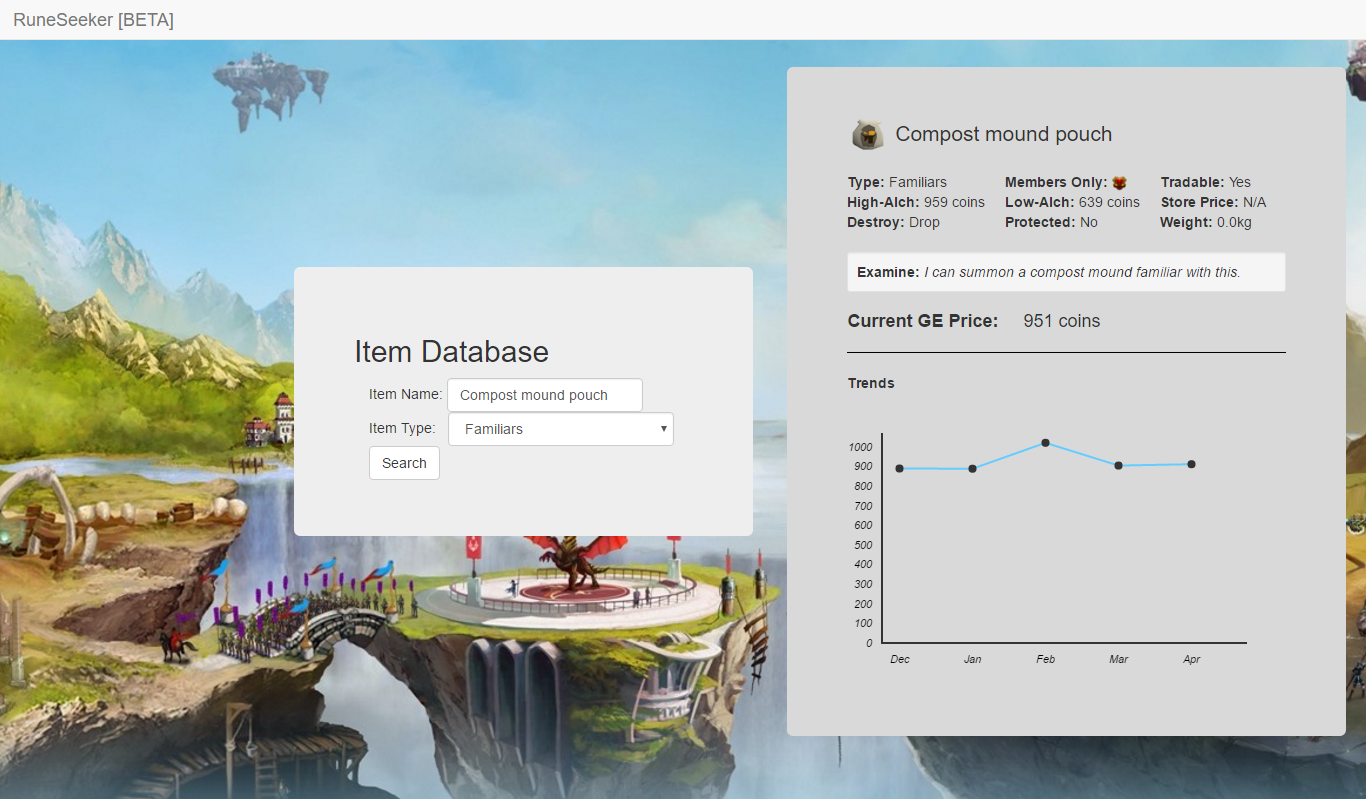 RuneSeeker [BETA]
Item Database
Item Name: Compost mound pouch
Item Type: Familiars
Search
Compost mound pouch
Type: Familiars Members Only: Tradable: Yes
High-Alch: 959 coins Low-Alch: 639 coins Store Price: N/A
Destroy: Drop Protected: No Weight: 0.0kg
Examine: I can summon a compost mound familiar with this.
Current GE Price: 951 coins
Trends
1000
900
800
700
600
500
400
300
200
100
0
Dec Jan Feb Mar Apr